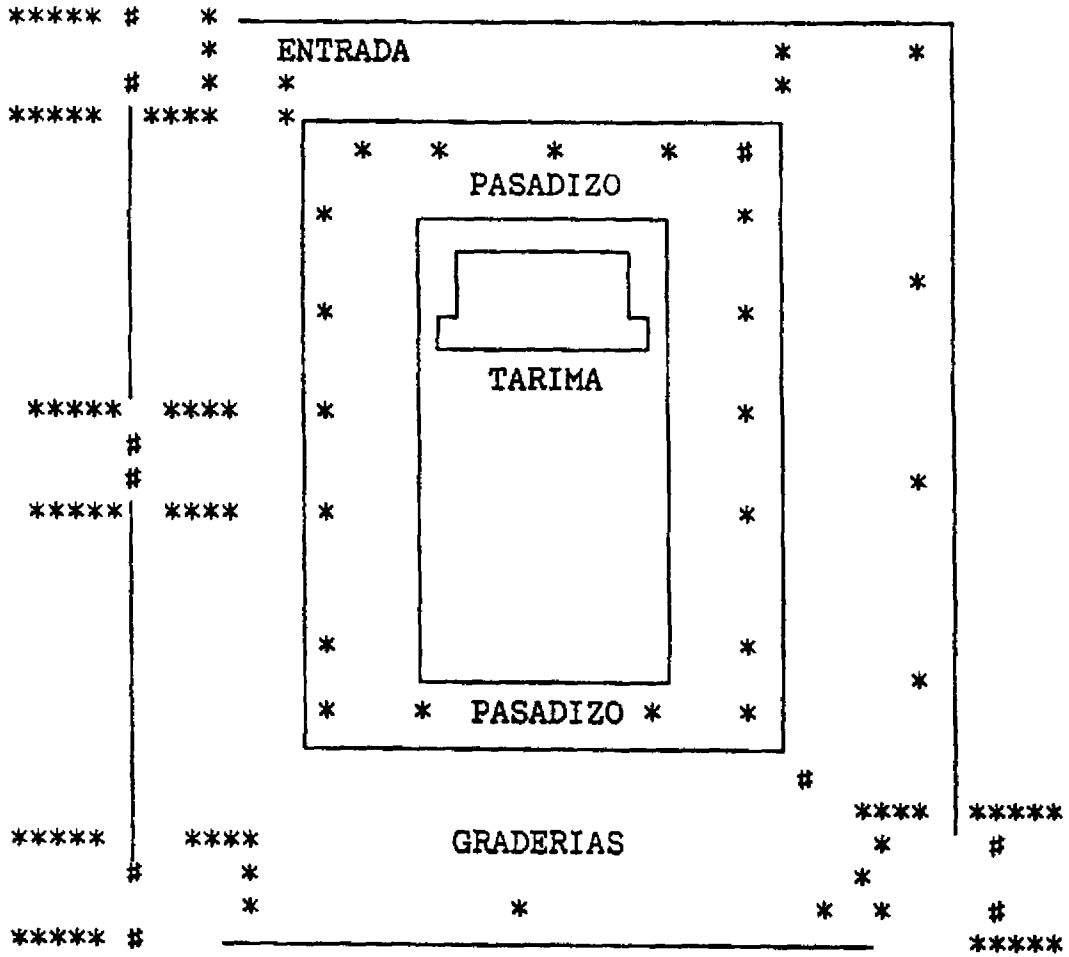 ***** # *
* ENTRADA * *
# * * *
***** **** *
* * * * #
PASADIZO
* *
*
* *
TARIMA
***** **** * *
#
#
*
***** **** * *
* *
*
* * PASADIZO * *
#
**** *****
***** **** GRADERIAS * #
# * *
* * * * #
***** # *****